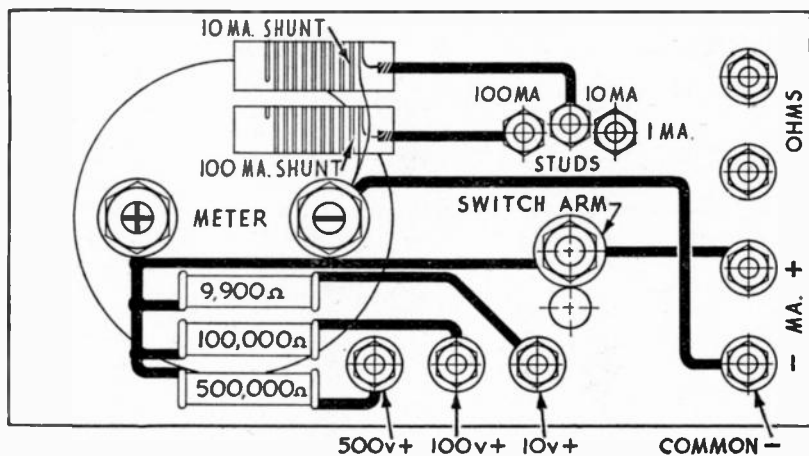 10 MA. SHUNT
100 MA
10 MA
1 MA.
OHMS
100 MA. SHUNT
STUDS
+
METER
−
SWITCH ARM
9,900Ω
100,000Ω
500,000Ω
+
MA.
−
500v+
100v+
10v+
COMMON −